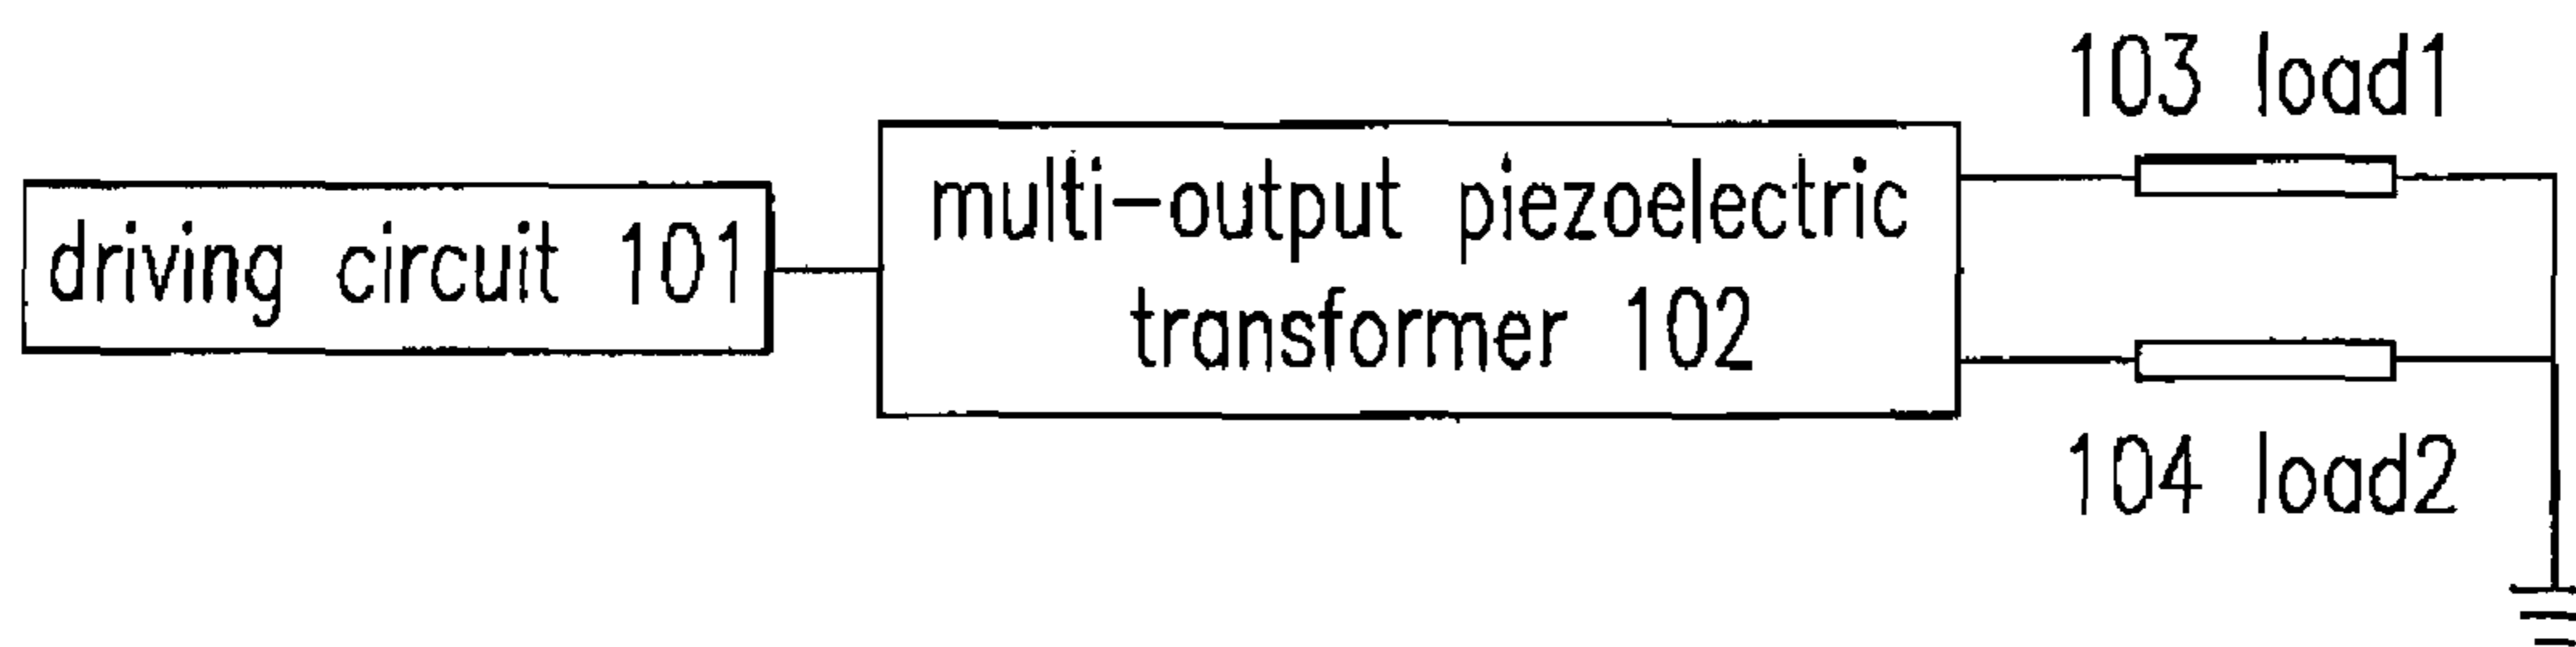 103 load1
driving circuit 101
multi-output piezoelectric
transformer 102
104 load2